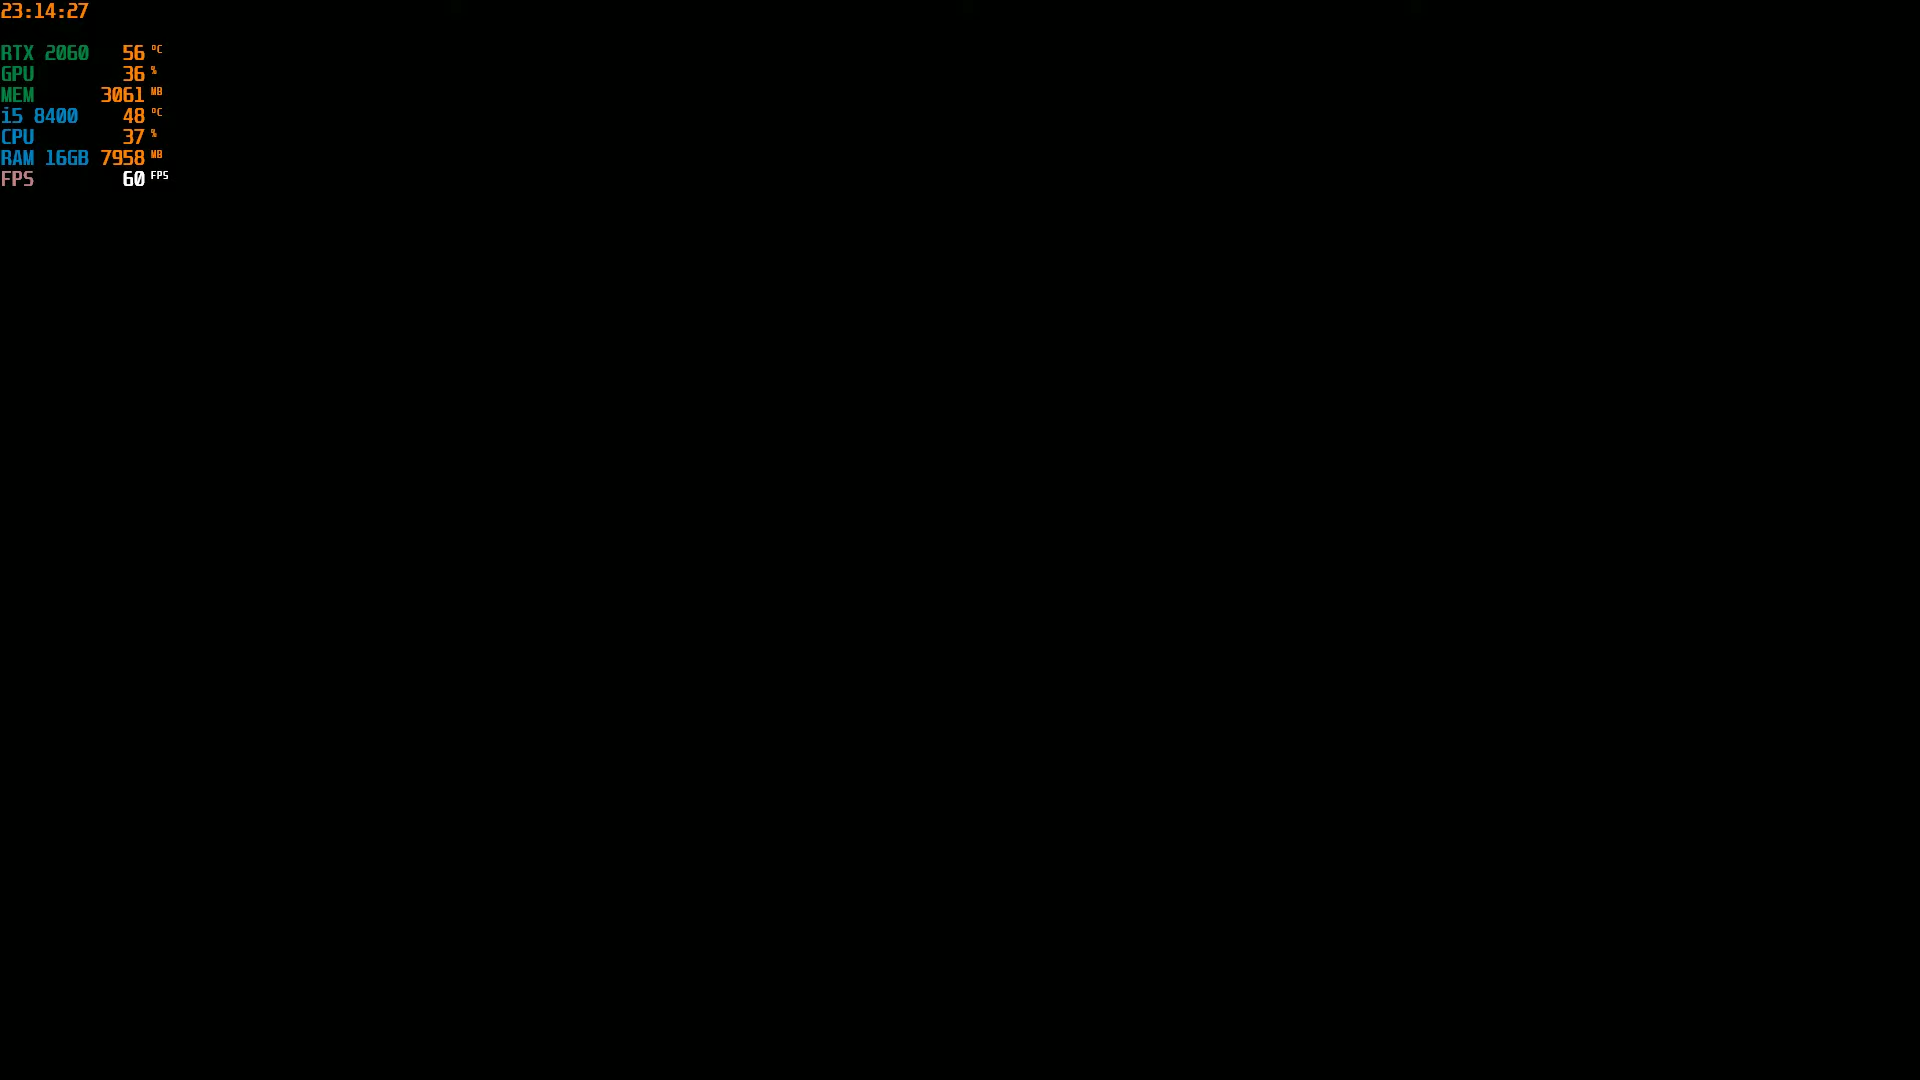 23:14:27
RTX 2060 56 °C
GPU 36 %
MEM 3061 MB
i5 8400 48 °C
CPU 37 %
RAM 16GB 7958 MB
FPS 60 FPS